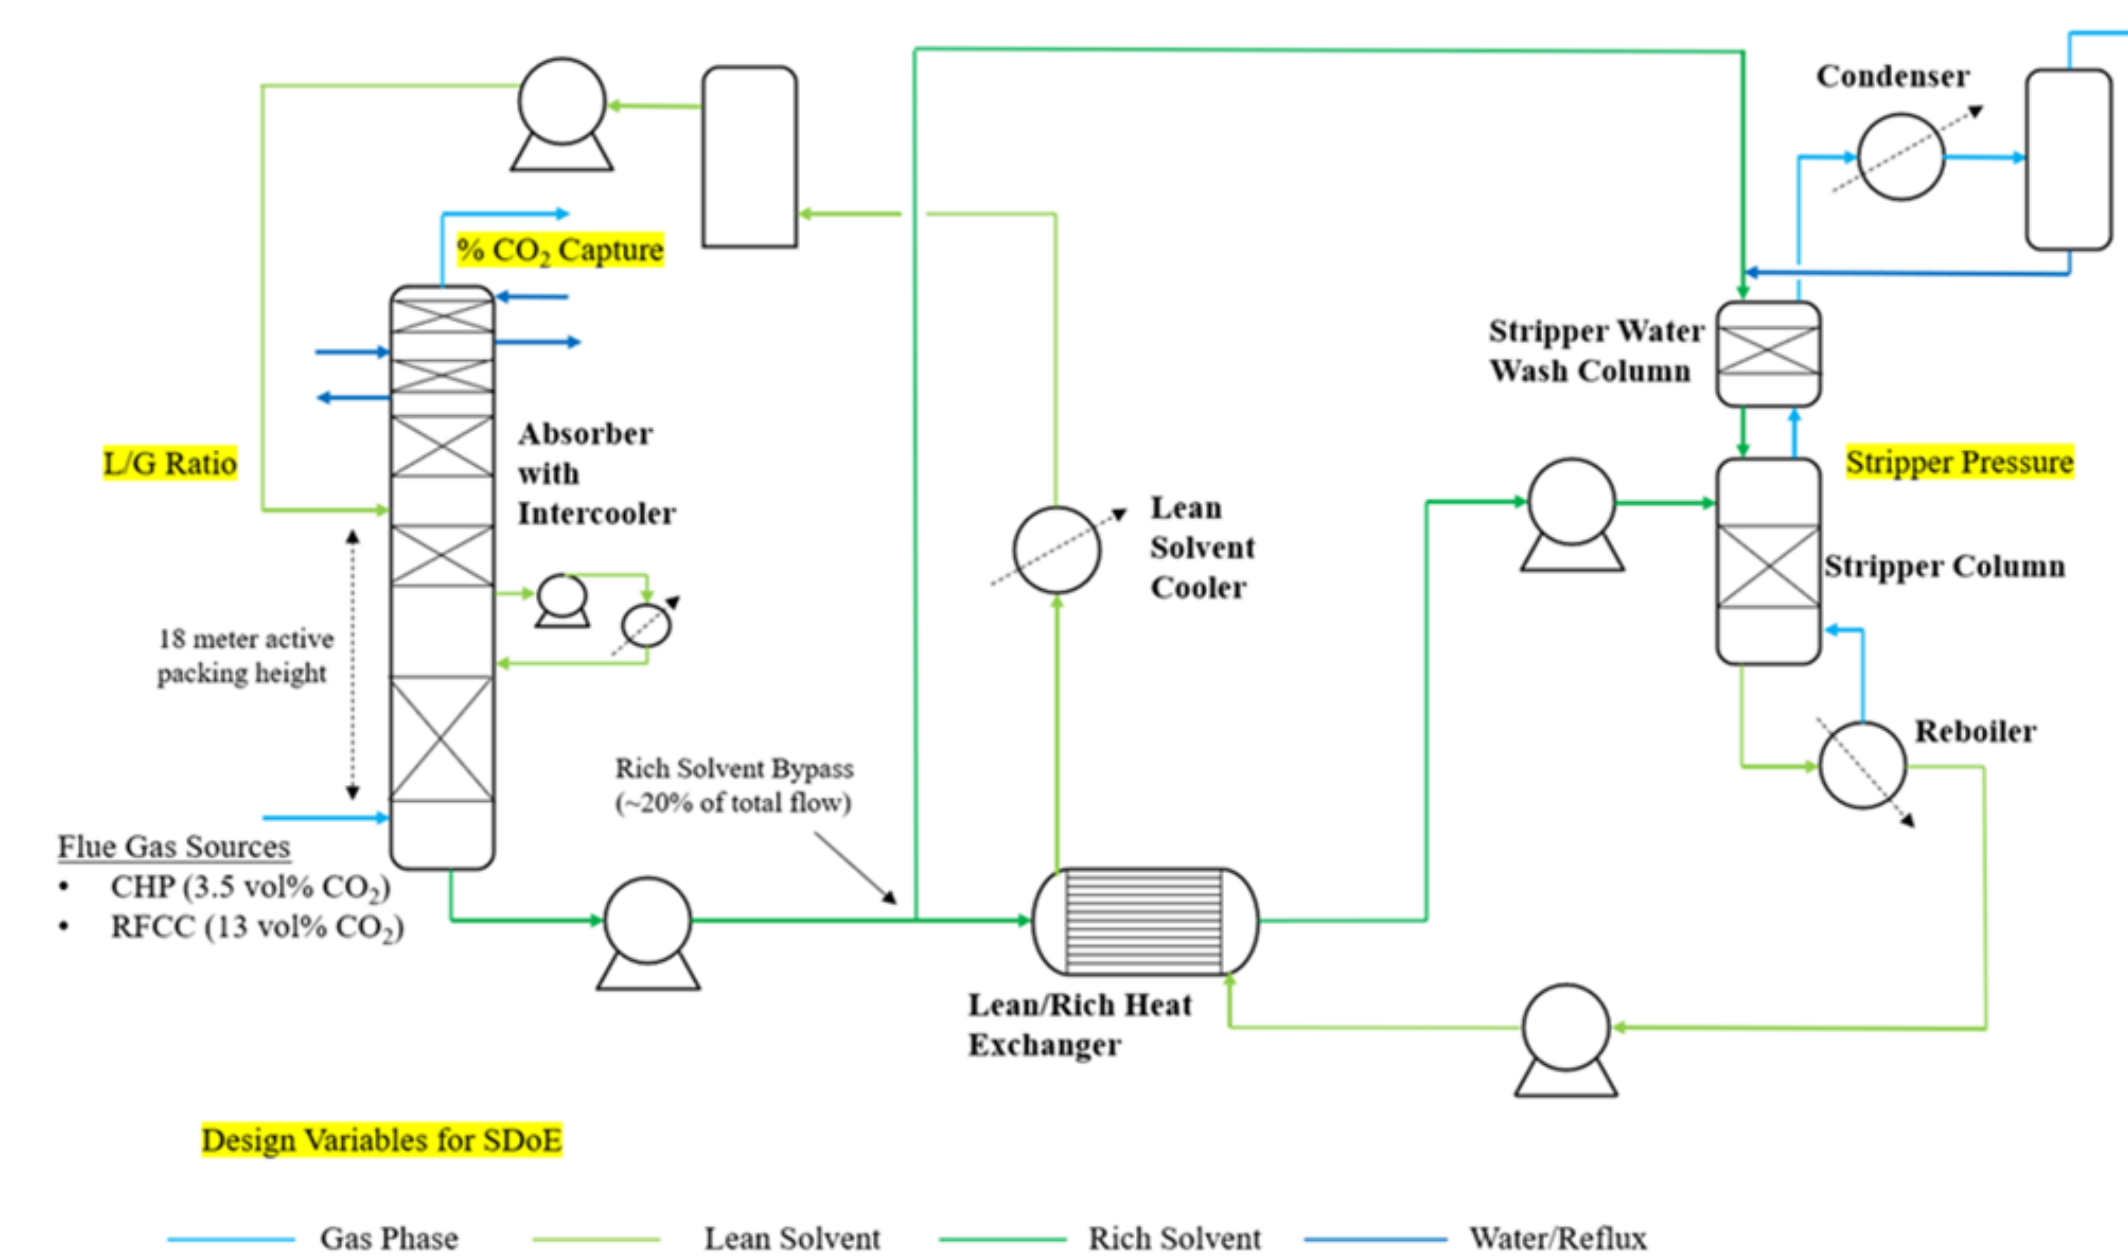 Condenser
% CO₂ Capture
Stripper Water
Wash Column
L/G Ratio
Absorber
with
Intercooler
Stripper Pressure
Lean
Solvent
Cooler
Stripper Column
18 meter active
packing height
Reboiler
Rich Solvent Bypass
(~20% of total flow)
Flue Gas Sources
• CHP (3.5 vol% CO₂)
• RFCC (13 vol% CO₂)
Lean/Rich Heat
Exchanger
Design Variables for SDoE
Gas Phase
Lean Solvent
Rich Solvent
Water/Reflux